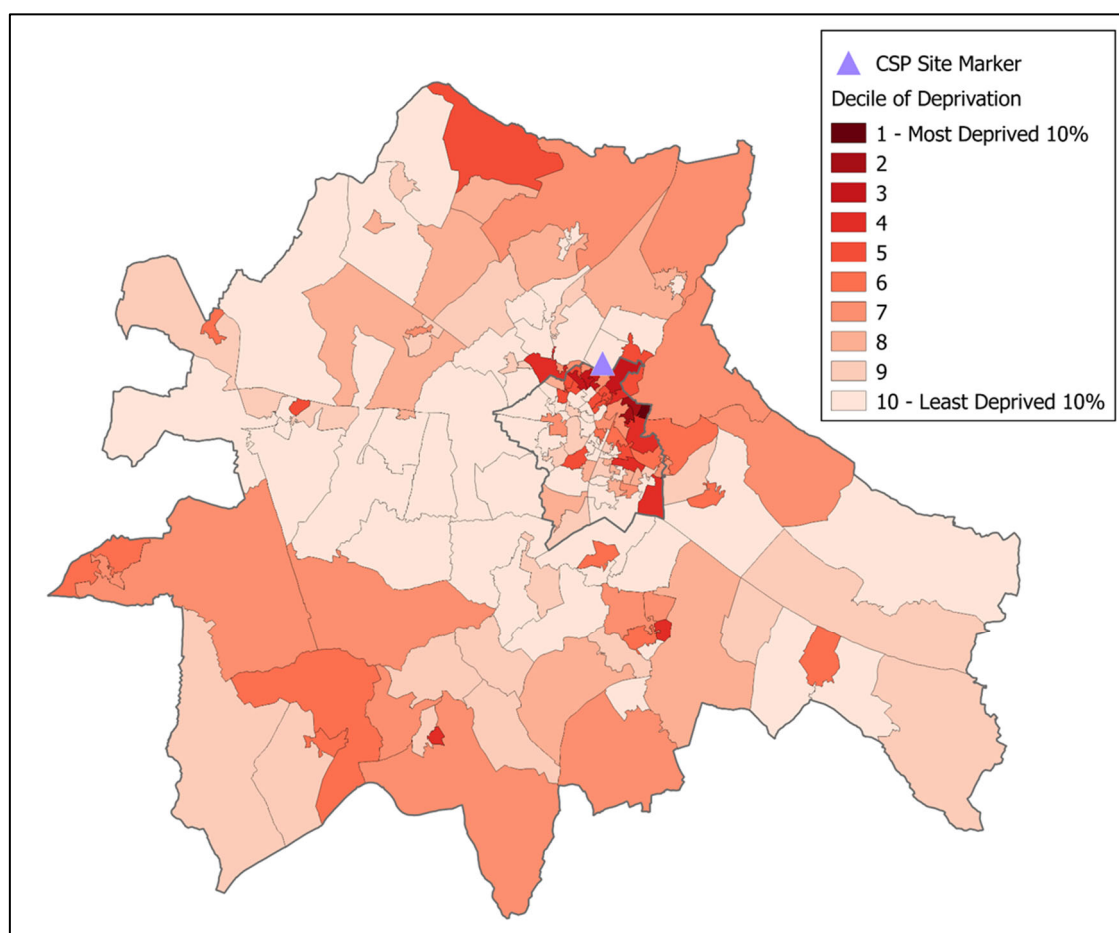 CSP Site Marker
Decile of Deprivation
1 - Most Deprived 10%
2
3
4
5
6
7
8
9
10 - Least Deprived 10%